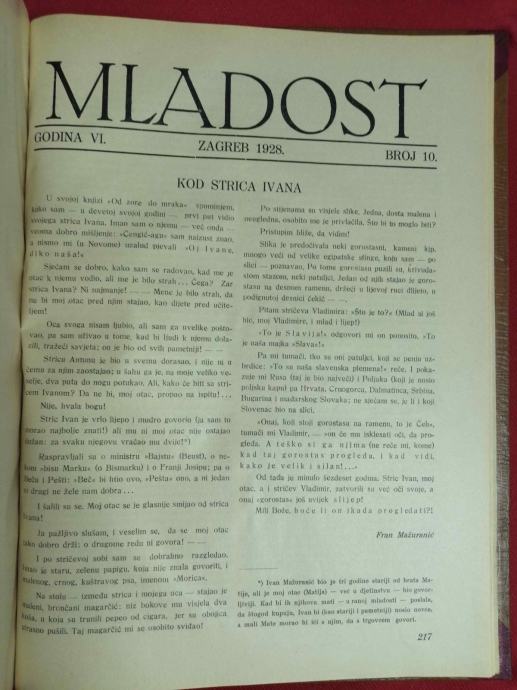 MLADOST
GODINA VI.
ZAGREB 1928.
BROJ 10.
KOD STRICA IVANA
U svojoj knjizi »Od zore do mraka« spominjem,
kako sam — u devetoj svojoj godini — prvi put vidio
svojega strica Ivana. Imao sam o njemu — već onda —
veoma dobro mišljenje: »Čengić-aga« sam naizust znao,
a nismo mi (u Novome) uzalud pjevali »Oj Ivane,
diko naša!«
Sjećam se dobro, kako sam se radovao, kad me je
otac k njemu vodio, ali me je bilo strah... Čega? Zar
strica Ivana? Ni najmanje! — — Mene je bilo strah, da
me bi moj otac pred njim stajao, kao dijete pred učite-
ljem!
Oca svoga nisam ljubio, ali sam ga uvelike pošto-
vao, pa sam uživao u tome, kad bi ljudi k njemu dola-
zili, tražeći savjeta; on je bio od svih pametniji! — —
Stricu Antunu je bio u svemu dorasao, i nije ni u
čemu za njim zaostajao; u šahu ga je, na moje veliko ve-
selje, dva puta do nogu potukao. Ali, kako će biti sa stri-
cem Ivanom? Da ne bi, moj otac, propao na ispitu!...
Nije, hvala bogu!
Stric Ivan je vrlo lijepo i mudro govorio (ja sam to
morao najbolje znati!) ali mu ni moj otac nije ostajao
dužan: za svaku njegovu vraćao mu dvije!*)
Raspravljali su o ministru »Bajstu« (Beust), o ne-
kom »bisu Marku« (o Bismarku) i o Franji Josipu; pa o
Beču i Pešti: »Beč« bi htio ovo, »Pešta« ono, a ni jedan
ni drugi ne žele nam dobra...
I šalili su se. Moj otac se je glasnije smijao od strica
Ivana!
Ja pažljivo slušam, i veselim se, da se moj otac
tako dobro drži: o drugome redu ni govora! — —
I po stričevoj sobi sam se dobrahno razgledao.
Imao je staru, zelenu papigu, koja nije znala govoriti, i
malenog, crnog, kuštravog psa, imenom »Morica«.
Na stolu — između strica i mojega oca — stajao je
maleni, brončani magarčić: niz bokove mu visjela dva
koša, u koja su trunili pepeo od cigara, jer su obojica
strasno pušili. Taj magarčić mi se osobito sviđao!
Po stijenama su visjele slike. Jedna, dosta malena i
neugledna, osobito me je privlačila. Što bi to moglo biti?
Pristupim bliže, da vidim!
Slika je predočivala neki gorostasni, kameni kip,
mnogo veći od velike egipatske sfinge, koju sam — po
slici — poznavao. Po tome gorostasu puzili su, krivuda-
stom stazom, neki patuljci. Jedan od njih stajao je goro-
stasu na desnom ramenu, držeći u lijevoj ruci dlijeto, u
podignutoj desnici čekić — —.
Pitam stričevoga Vladimira: »Što je to?« (Mlad si još
bio, moj Vladimire, i mlad i lijep!)
»To je Slavija!« odgovori mi on ponosito, »To
je naša majka »Slavas«!
Pa mi tumači, tko su oni patuljci, koji se penju uz-
brdice: »To su naša slavenska plemena!« reče. I poka-
zuje mi Rusa (taj je bio najveći) i Poljaka (koji je nosio
poljsku kapu) pa Hrvata, Crnogorca, Dalmatinca, Srbina,
Bugarina i mađarskog Slovaka; ne sjećam se, je li i koji
Slovenac bio na slici.
»Onaj, koji stoji gorostasu na ramenu, to je Čeh«,
tumači mi Vladimir, — »on će mu isklesati oči, da pro-
gleda. A teško si ga njima (ne reče mi, kome)
kad taj gorostas progleda, i kad vidi,
kako je velik i silan!...«
Od tada je minulo šezdeset godina. Stric Ivan, moj
otac, a i stričev Vladimir, zatvorili su već oči svoje, a
onaj »gorostas« još uvijek slijep!
Mili Bože, hoće li on ikada progledati?!
Fran Mažuranić
*) Ivan Mažuranić bio je tri godine stariji od brata Ma-
tije, ali je moj otac (Matija) — već u djetinstvu — bio govor-
ljiviji. Kad bi ih njihova mati — u ranoj mladosti — poslala,
da štogod kupuju, Ivan bi (kao stariji i pametniji) nosio novce,
a mali Mate morao bi ići s njim, da s trgovcem govori.
217